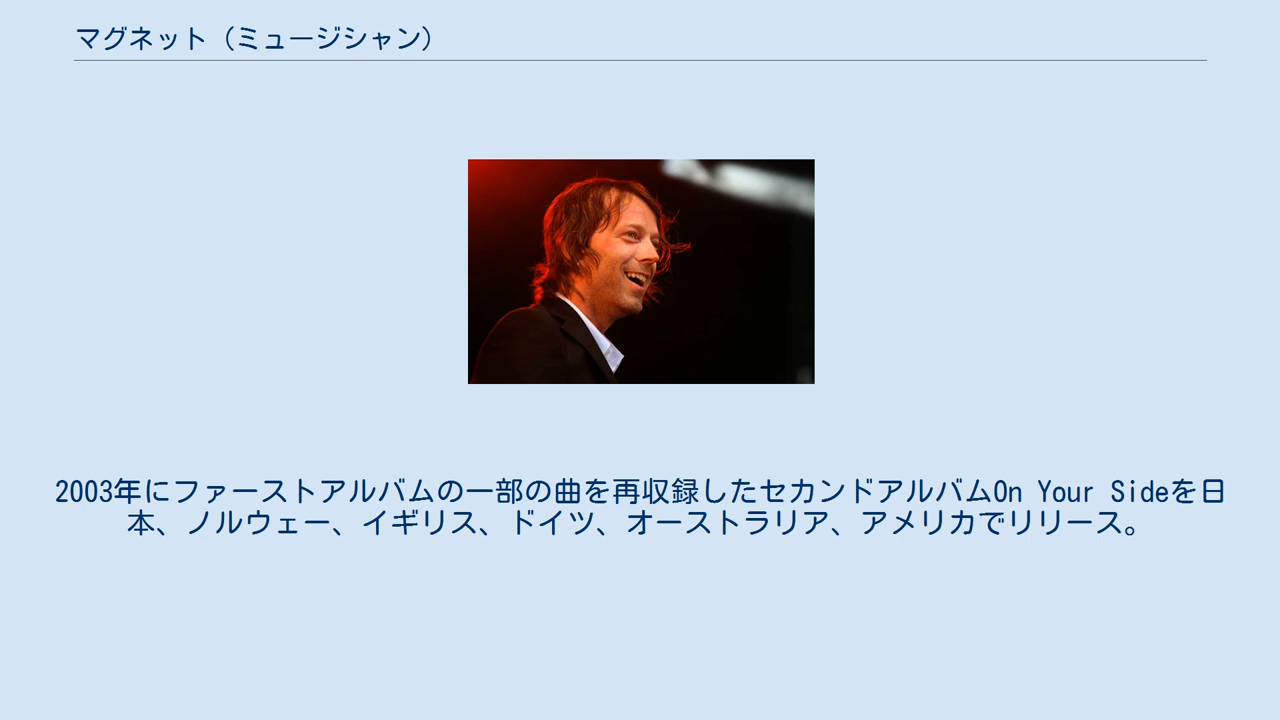 マグネット（ミュージシャン）
2003年にファーストアルバムの一部の曲を再収録したセカンドアルバムOn Your Sideを日
本、ノルウェー、イギリス、ドイツ、オーストラリア、アメリカでリリース。